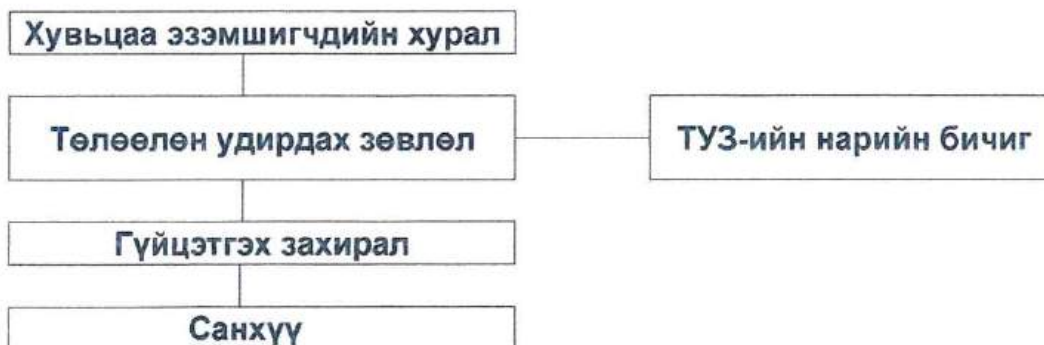 Хувьцаа эзэмшигчдийн хурал
Төлөөлөн удирдах зөвлөл
ТУЗ-ийн нарийн бичиг
Гүйцэтгэх захирал
Санхүү